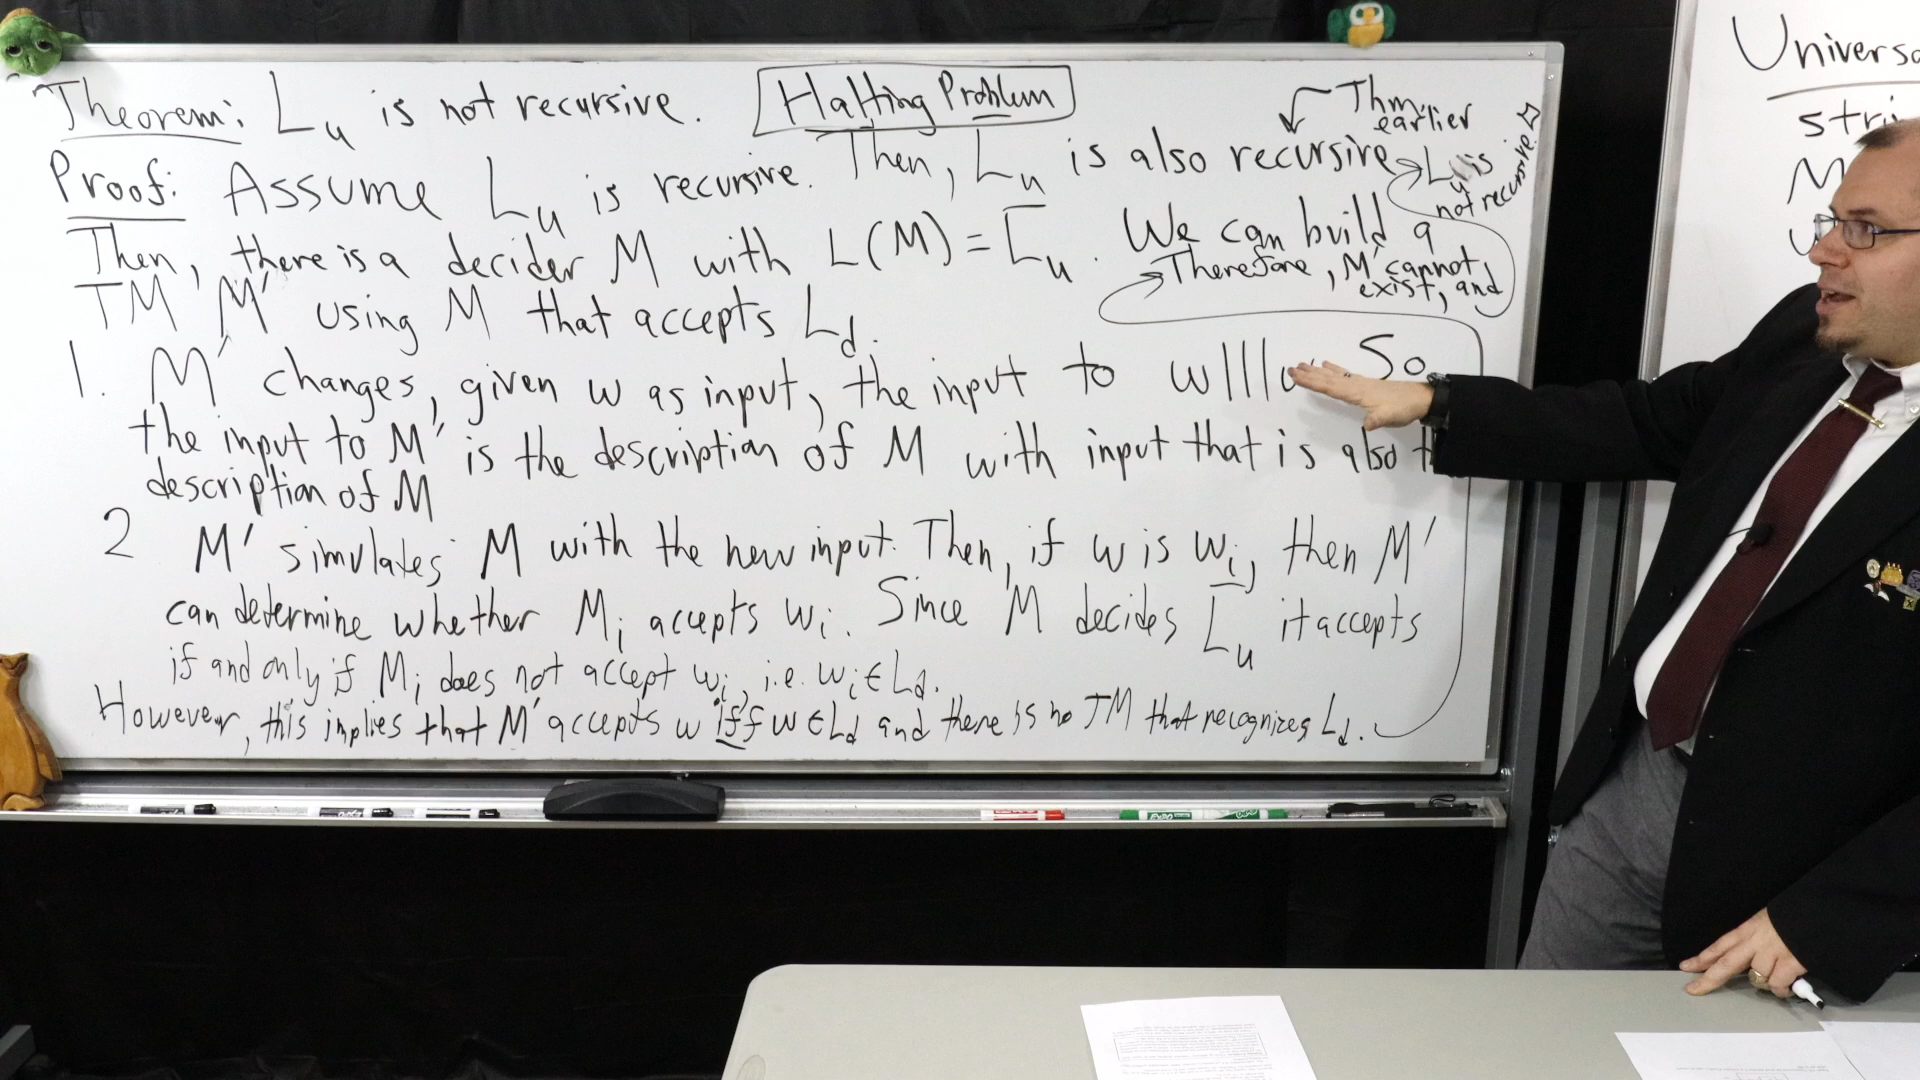 Theorem: Lu is not recursive. Halting Problem
Thm. earlier
Proof: Assume Lu is recursive. Then, L̅u is also recursive
Then, there is a decider M with L(M) = L̅u. We can build a
TM M' using M that accepts Ld.
Therefore, M' cannot
exist, and
Lu is
not recursive.
1. M' changes, given w as input, the input to w111 So
the input to M' is the description of M with input that is also
description of M
2 M' simulates M with the new input. Then, if w is wi, then M'
can determine whether Mi accepts wi. Since M decides L̅u it accepts
if and only if Mi does not accept wi, i.e. wi ∈ Ld.
However, this implies that M' accepts w iff w ∈ Ld and there is no TM that recognizes Ld.
EXPO